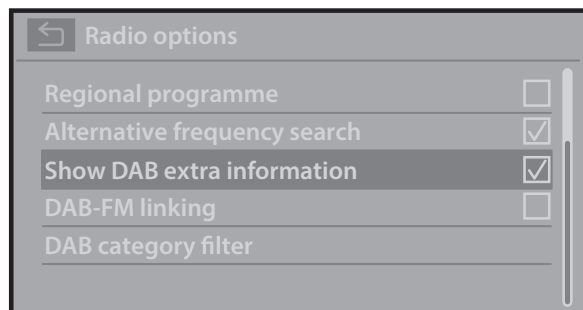 Radio options
Regional programme
Alternative frequency search
Show DAB extra information
DAB-FM linking
DAB category filter